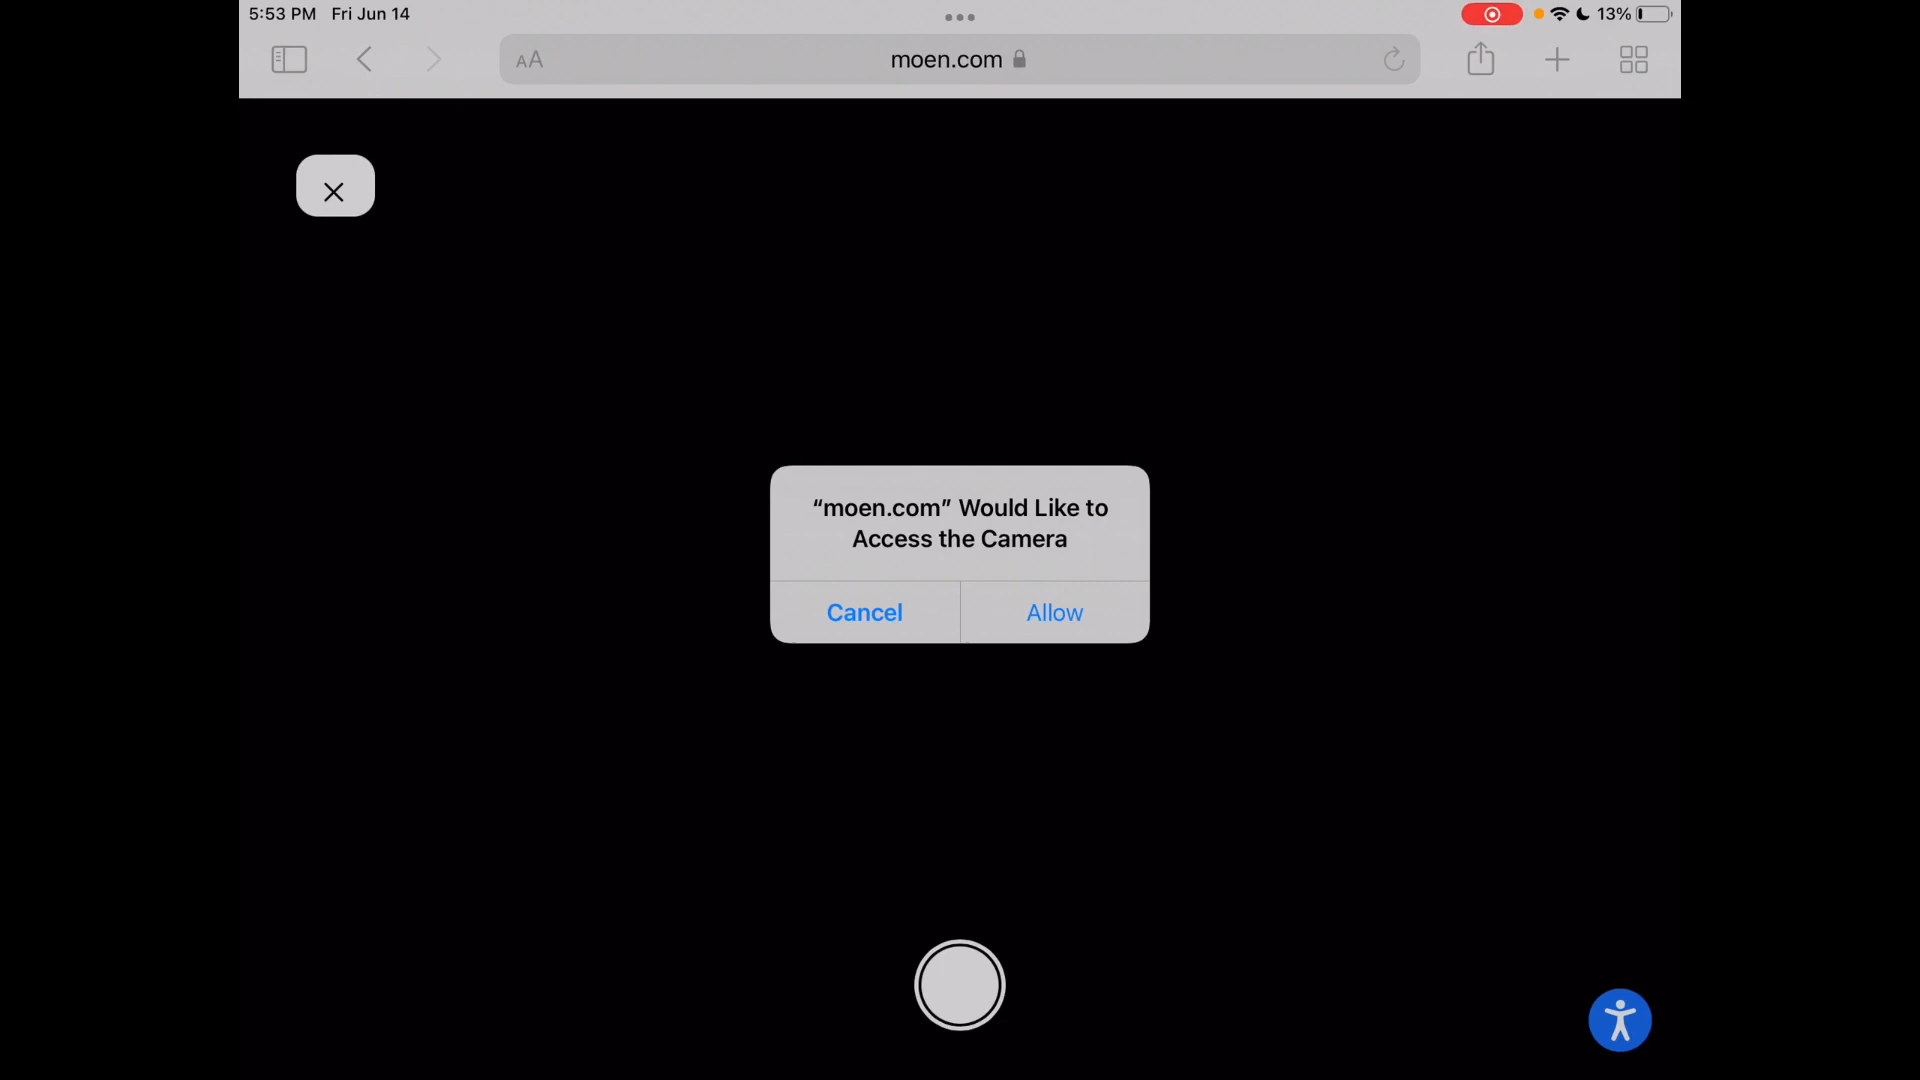 5:53 PM Fri Jun 14
13%
AA
moen.com
“moen.com” Would Like to
Access the Camera
Cancel
Allow